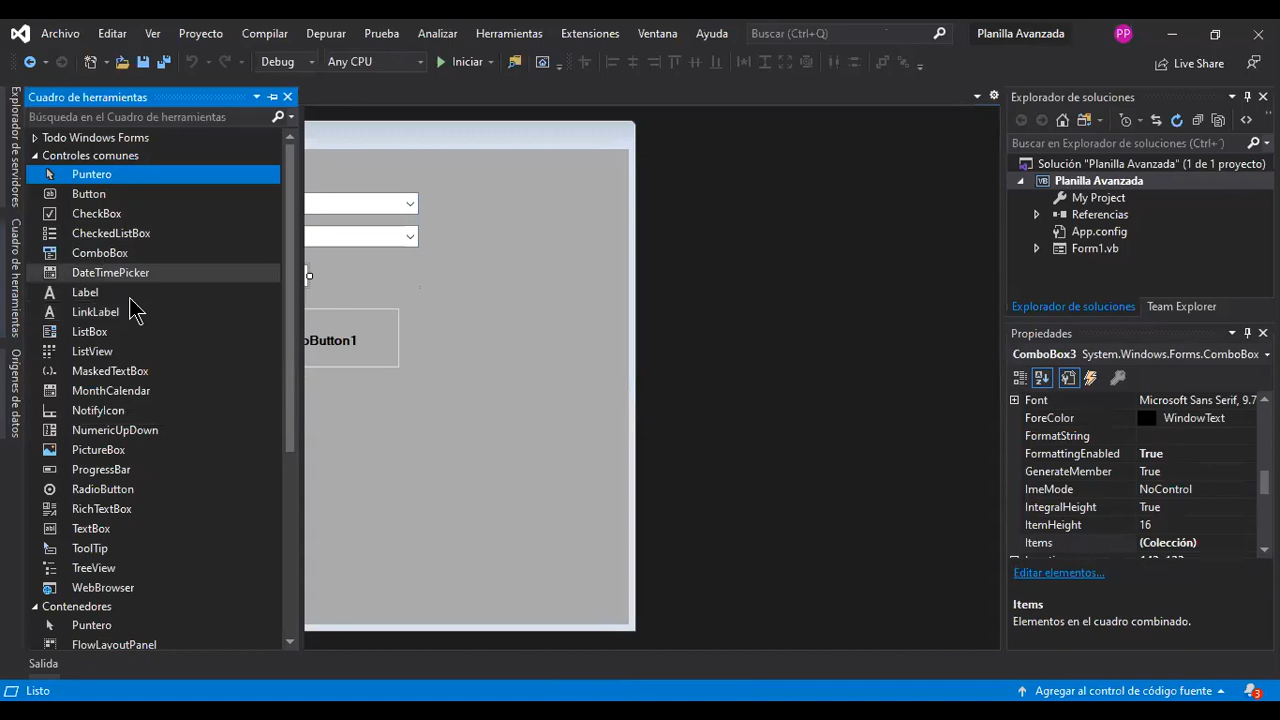 Archivo Editar Ver Proyecto Compilar Depurar Prueba Analizar Herramientas Extensiones Ventana Ayuda Buscar (Ctrl+Q) Planilla Avanzada PP
Debug Any CPU Iniciar Live Share
Explorador de servidores
Cuadro de herramientas
Orígenes de datos
Cuadro de herramientas
Búsqueda en el Cuadro de herramientas
Todo Windows Forms
Controles comunes
Puntero
Button
CheckBox
CheckedListBox
ComboBox
DateTimePicker
Label
LinkLabel
ListBox
ListView
MaskedTextBox
MonthCalendar
NotifyIcon
NumericUpDown
PictureBox
ProgressBar
RadioButton
RichTextBox
TextBox
ToolTip
TreeView
WebBrowser
Contenedores
Puntero
FlowLayoutPanel
oButton1
Explorador de soluciones
Buscar en Explorador de soluciones (Ctrl+
Solución "Planilla Avanzada" (1 de 1 proyecto)
VB Planilla Avanzada
My Project
Referencias
App.config
Form1.vb
Explorador de soluciones Team Explorer
Propiedades
ComboBox3 System.Windows.Forms.ComboBox
Font Microsoft Sans Serif, 9.7
ForeColor WindowText
FormatString
FormattingEnabled True
GenerateMember True
ImeMode NoControl
IntegralHeight True
ItemHeight 16
Items (Colección)
Editar elementos...
Items
Elementos en el cuadro combinado.
Salida
Listo Agregar al control de código fuente 3